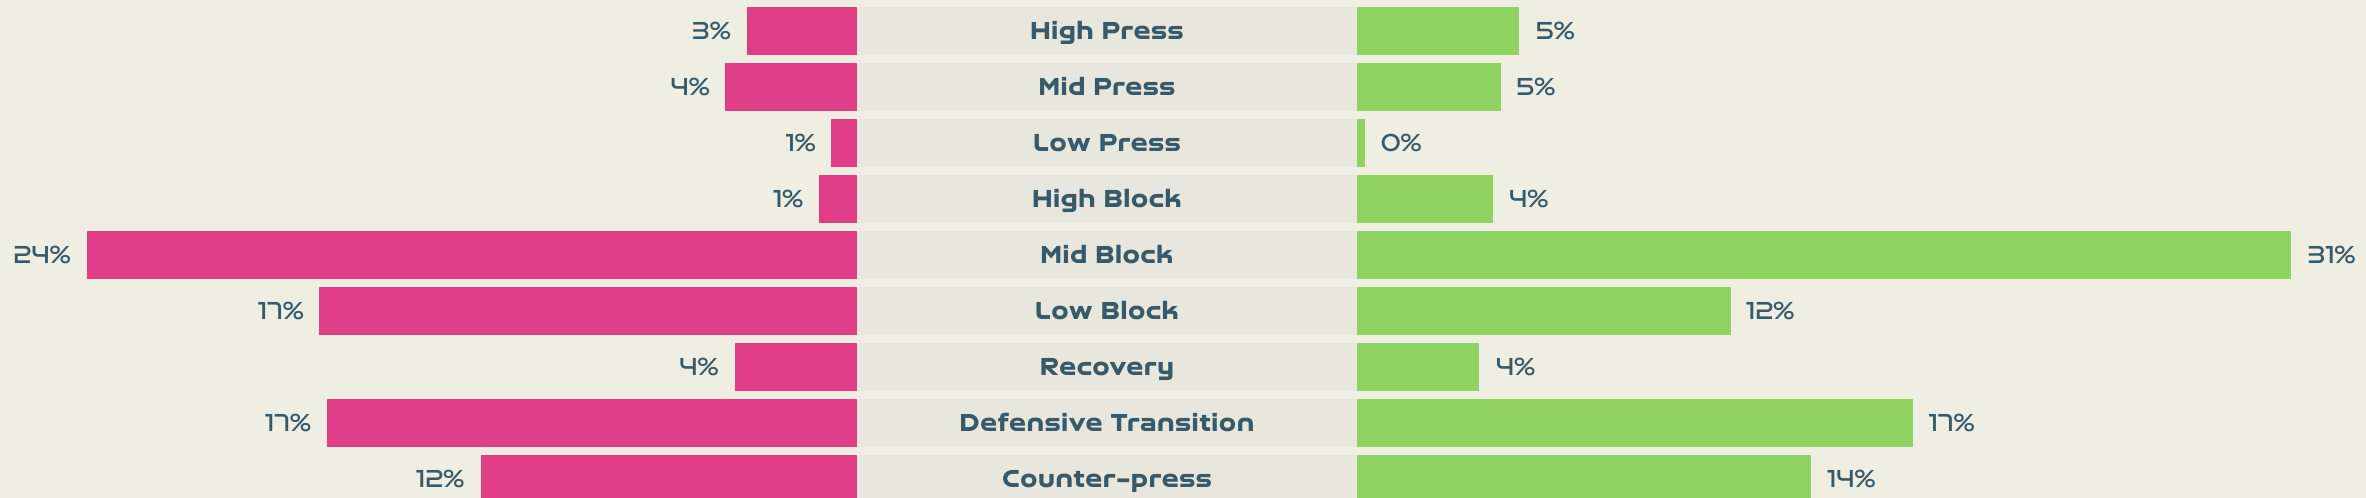 3% High Press 5%
4% Mid Press 5%
1% Low Press 0%
1% High Block 4%
24% Mid Block 31%
17% Low Block 12%
4% Recovery 4%
17% Defensive Transition 17%
12% Counter-press 14%